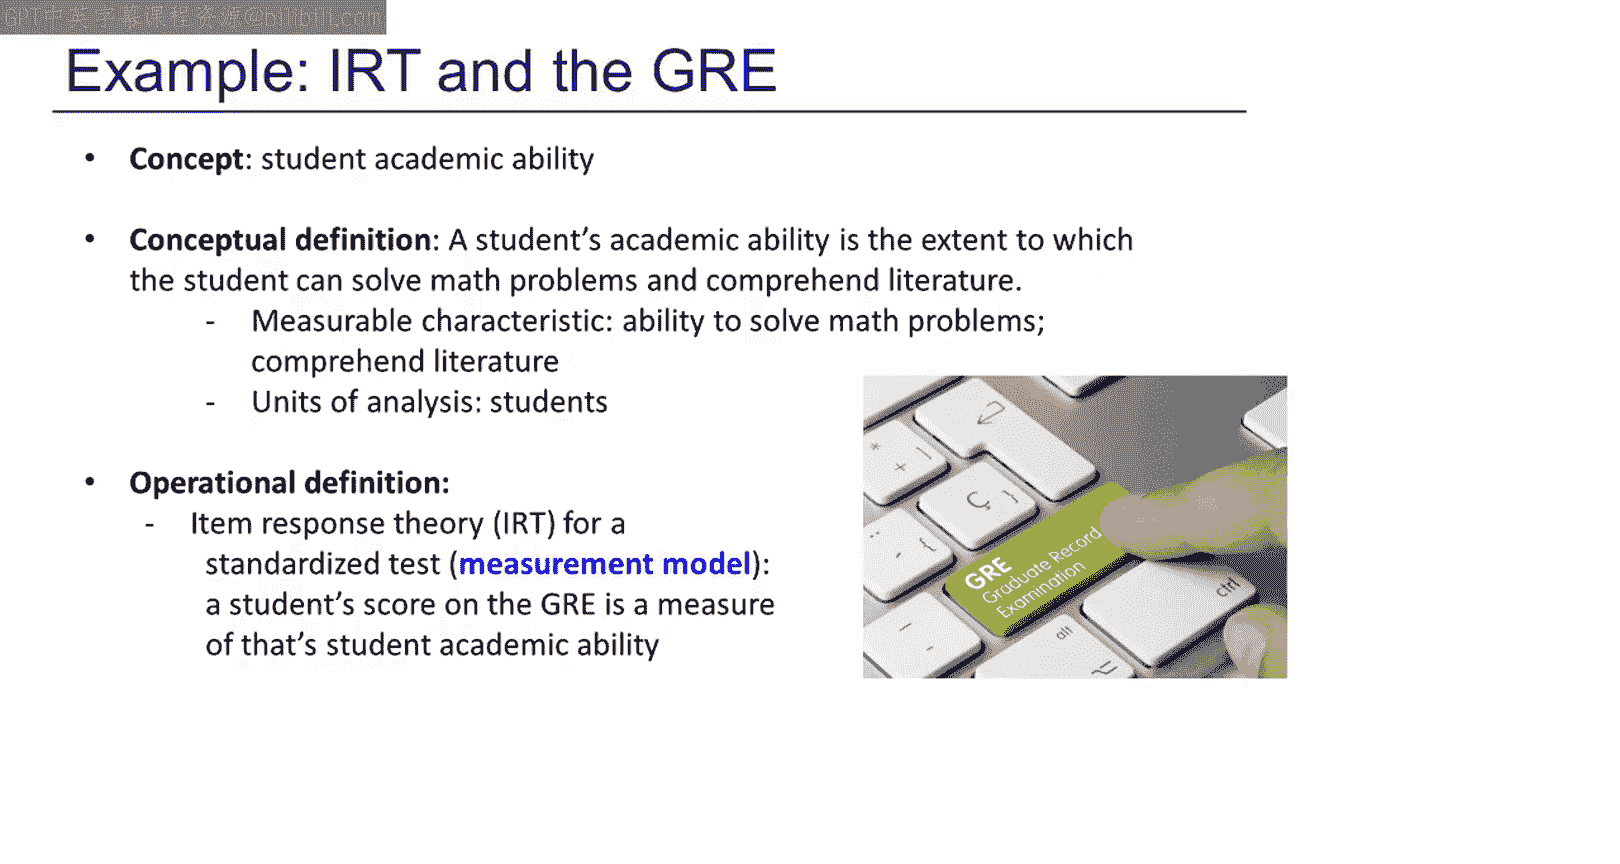 GPT中英字幕课程资源@bilibili.com
Example: IRT and the GRE
• Concept: student academic ability
• Conceptual definition: A student’s academic ability is the extent to which
the student can solve math problems and comprehend literature.
- Measurable characteristic: ability to solve math problems;
comprehend literature
- Units of analysis: students
• Operational definition:
- Item response theory (IRT) for a
standardized test (measurement model):
a student’s score on the GRE is a measure
of that’s student academic ability
GRE
Graduate Record
Examination
ctrl
alt